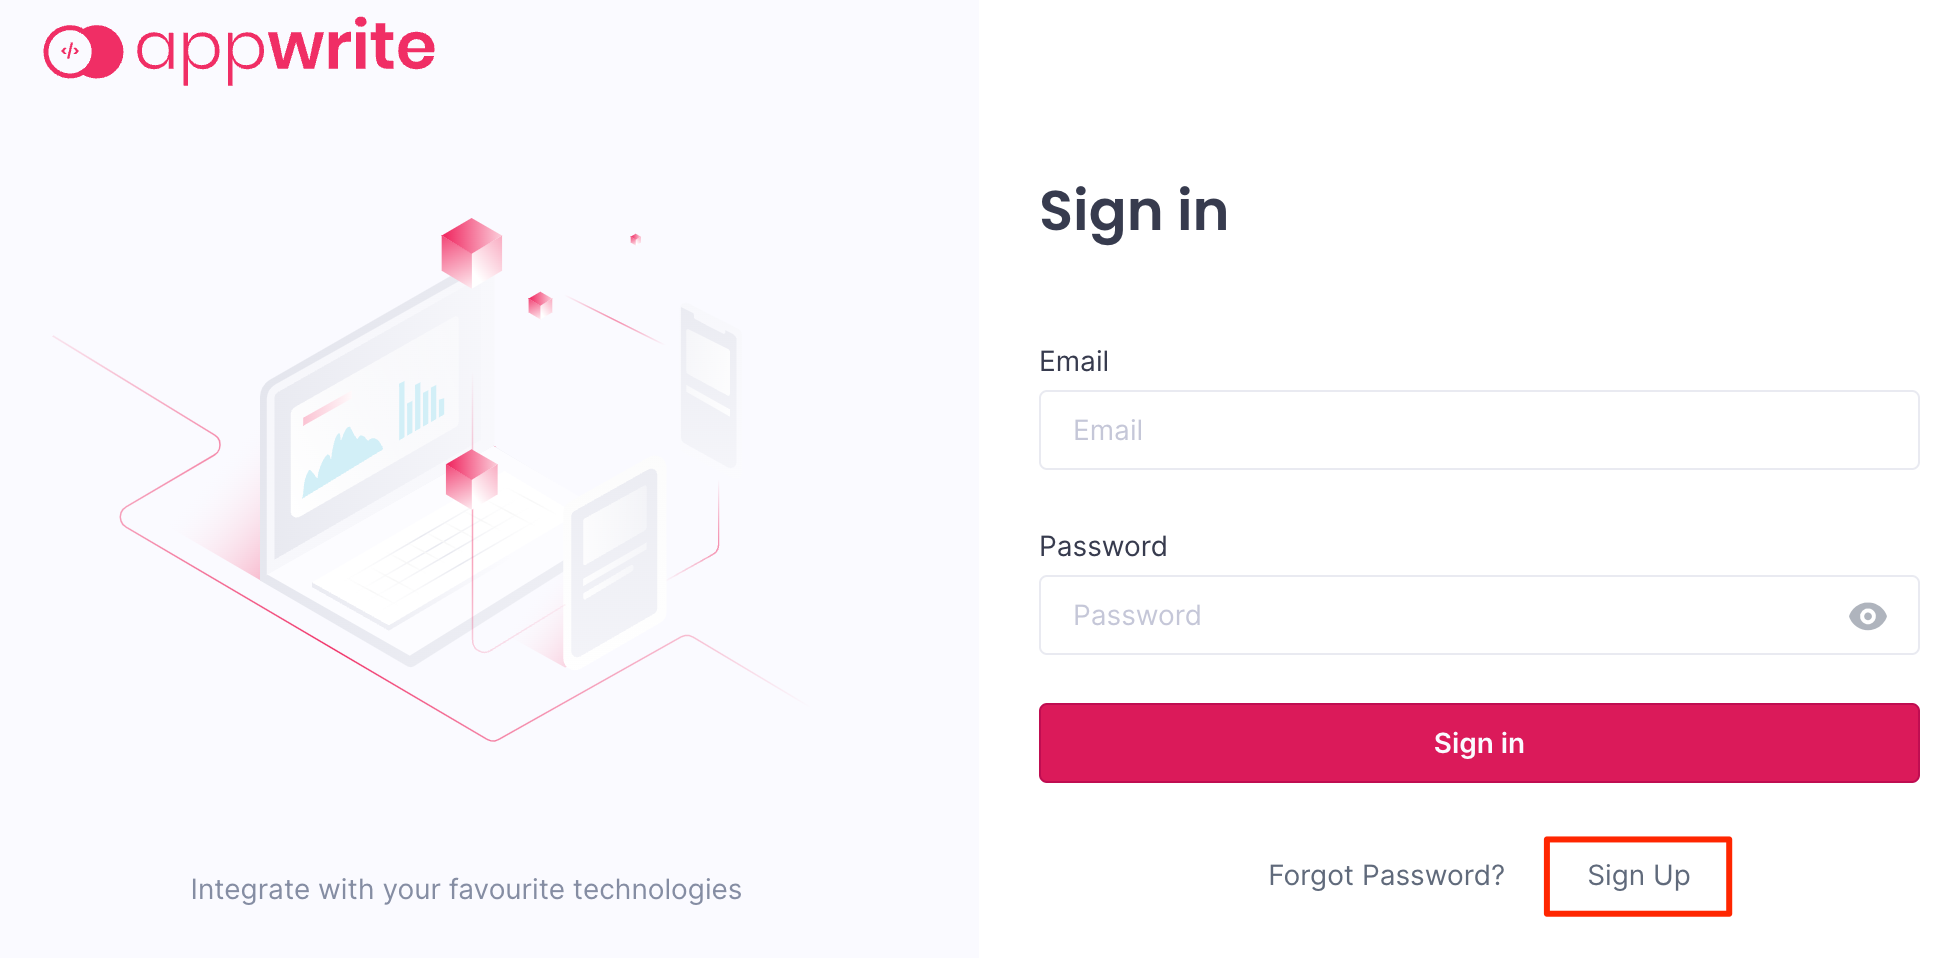 </> appwrite
Integrate with your favourite technologies
Sign in
Email
Email
Password
Password
Sign in
Forgot Password? Sign Up